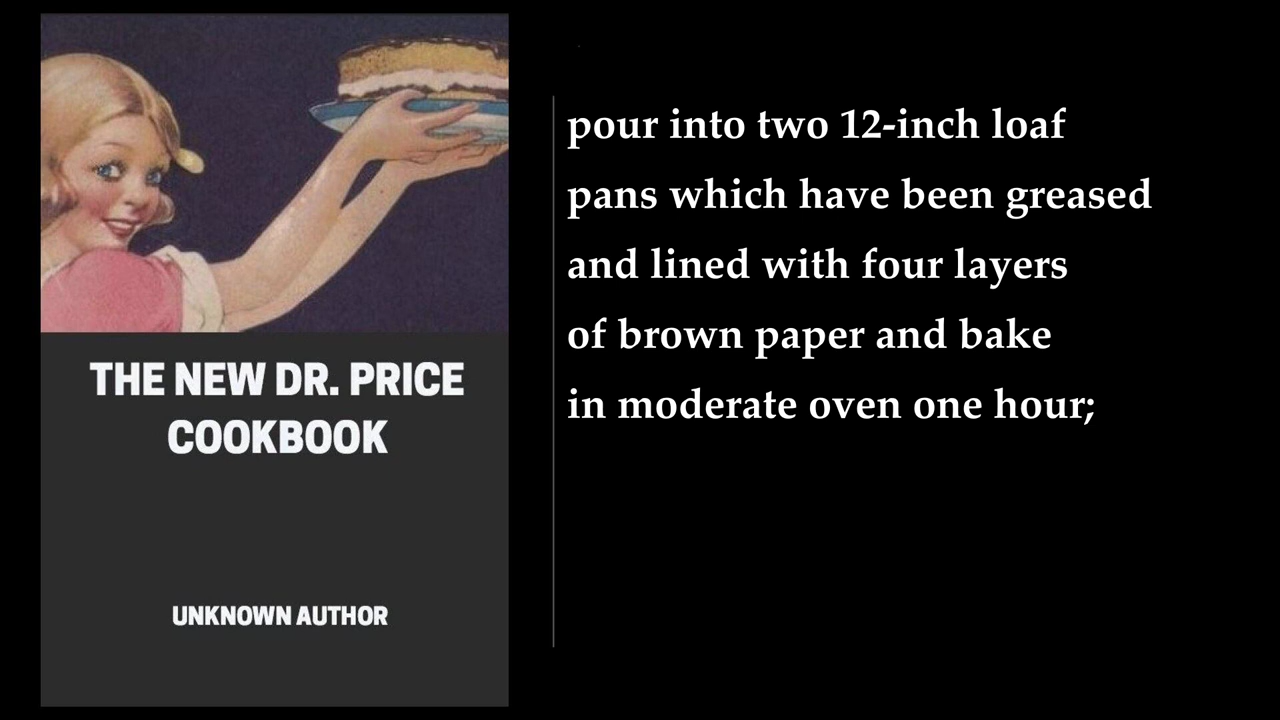 THE NEW DR. PRICE
COOKBOOK
UNKNOWN AUTHOR
pour into two 12-inch loaf
pans which have been greased
and lined with four layers
of brown paper and bake
in moderate oven one hour;